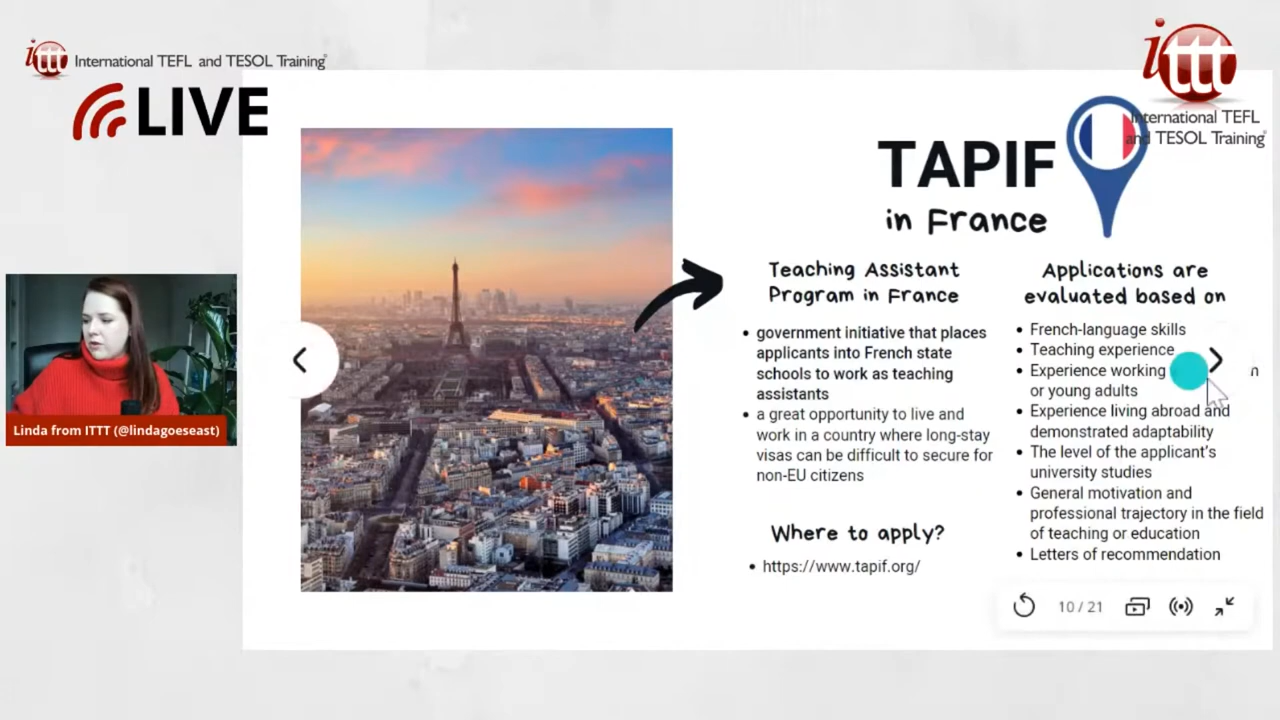 ittt International TEFL and TESOL Training
LIVE
ittt
International TEFL
and TESOL Training
TAPIF
in France
Teaching Assistant
Program in France
• government initiative that places
applicants into French state
schools to work as teaching
assistants
• a great opportunity to live and
work in a country where long-stay
visas can be difficult to secure for
non-EU citizens
Where to apply?
• https://www.tapif.org/
Applications are
evaluated based on
• French-language skills
• Teaching experience
• Experience working
or young adults
• Experience living abroad and
demonstrated adaptability
• The level of the applicant's
university studies
• General motivation and
professional trajectory in the field
of teaching or education
• Letters of recommendation
10 / 21
Linda from ITTT (@lindagoeseast)